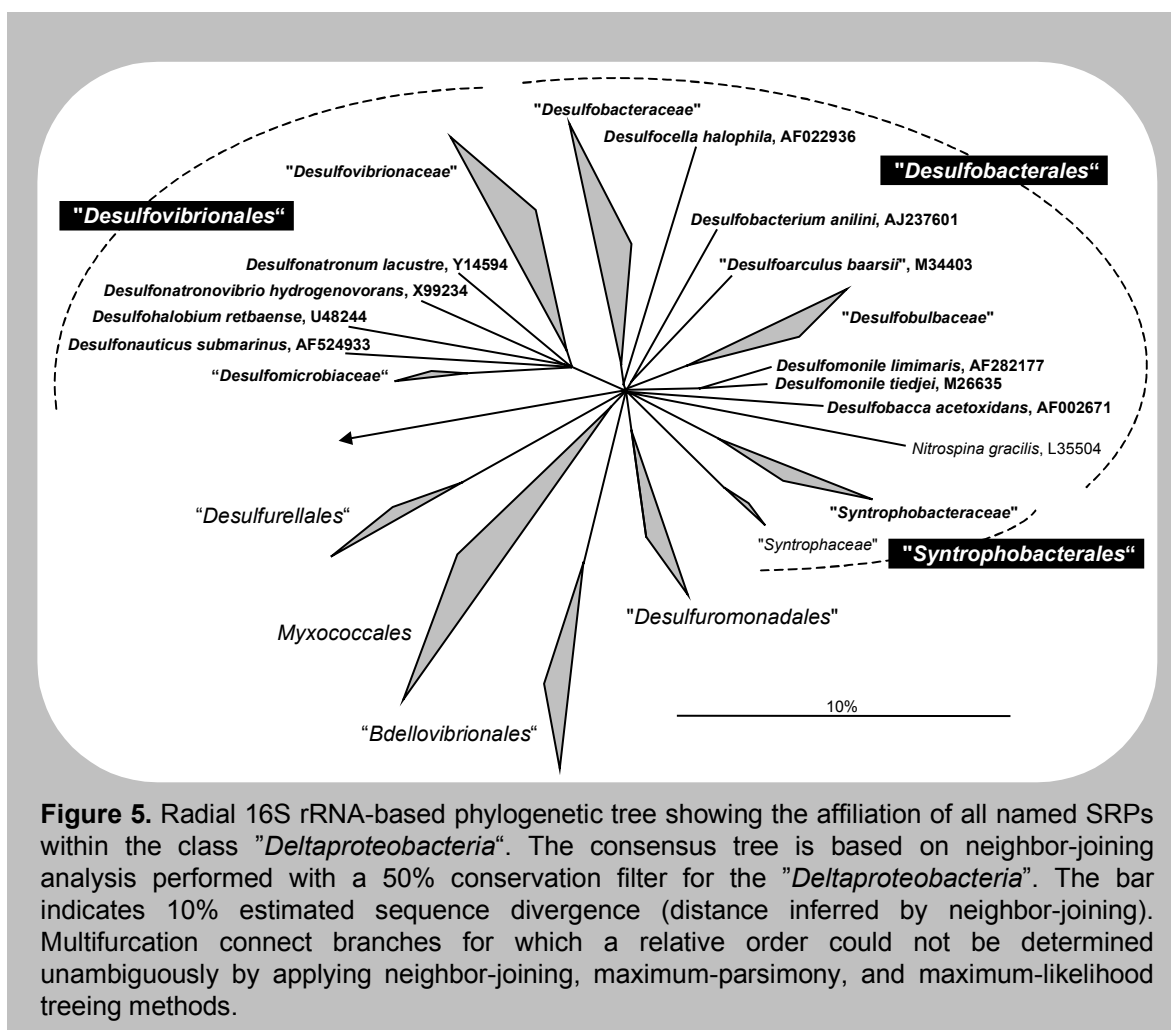 "Desulfobacteraceae"
Desulfocella halophila, AF022936
"Desulfovibrionaceae"
"Desulfobacterales“
"Desulfovibrionales“
Desulfobacterium anilini, AJ237601
Desulfonatronum lacustre, Y14594
"Desulfoarculus baarsii", M34403
Desulfonatronovibrio hydrogenovorans, X99234
Desulfohalobium retbaense, U48244
"Desulfobulbaceae"
Desulfonauticus submarinus, AF524933
Desulfomonile limimaris, AF282177
“Desulfomicrobiaceae“
Desulfomonile tiedjei, M26635
Desulfobacca acetoxidans, AF002671
Nitrospina gracilis, L35504
“Desulfurellales“
"Syntrophobacteraceae"
"Syntrophaceae"
"Syntrophobacterales“
"Desulfuromonadales"
Myxococcales
10%
“Bdellovibrionales“
Figure 5. Radial 16S rRNA-based phylogenetic tree showing the affiliation of all named SRPs
within the class ”Deltaproteobacteria“. The consensus tree is based on neighbor-joining
analysis performed with a 50% conservation filter for the ”Deltaproteobacteria”. The bar
indicates 10% estimated sequence divergence (distance inferred by neighbor-joining).
Multifurcation connect branches for which a relative order could not be determined
unambiguously by applying neighbor-joining, maximum-parsimony, and maximum-likelihood
treeing methods.